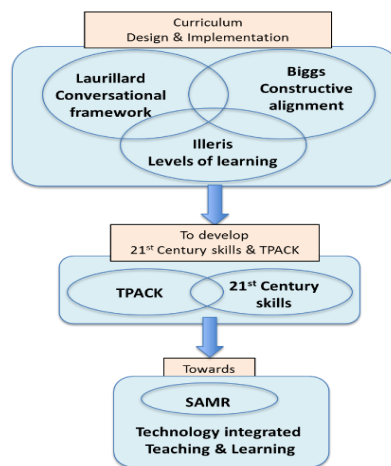 Curriculum
Design & Implementation
Laurillard
Conversational
framework
Biggs
Constructive
alignment
Illeris
Levels of learning
To develop
21st Century skills & TPACK
TPACK
21st Century
skills
Towards
SAMR
Technology integrated
Teaching & Learning